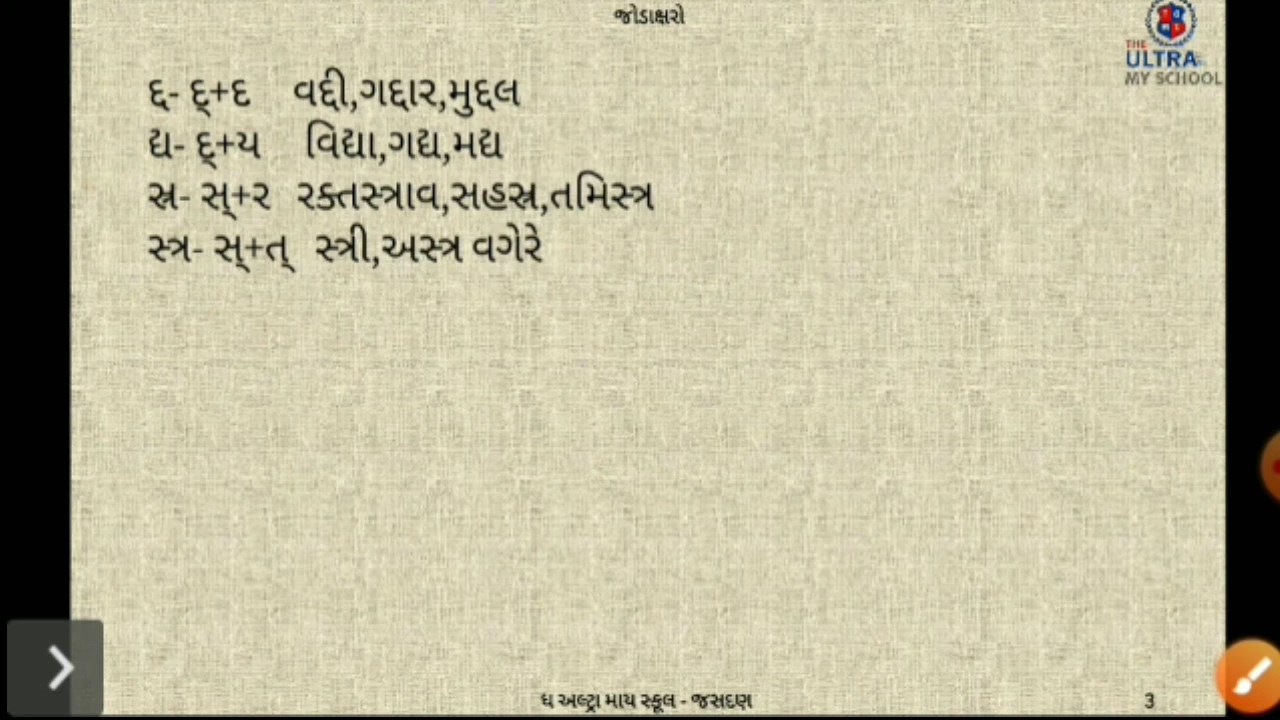 જોડાક્ષરો
THE
ULTRA
MY SCHOOL
દ્દ- દ્+દ વદ્દી,ગદ્દાર,મુદ્દલ
દ્ય- દ્+ય વિદ્યા,ગદ્ય,મદ્ય
સ્ર- સ્+ર રક્તસ્ત્રાવ,સહસ્ર,તમિસ્ત્ર
સ્ત્ર- સ્+ત્ સ્ત્રી,અસ્ત્ર વગેરે
ધ અલ્ટ્રા માય સ્કૂલ - જસદણ
3